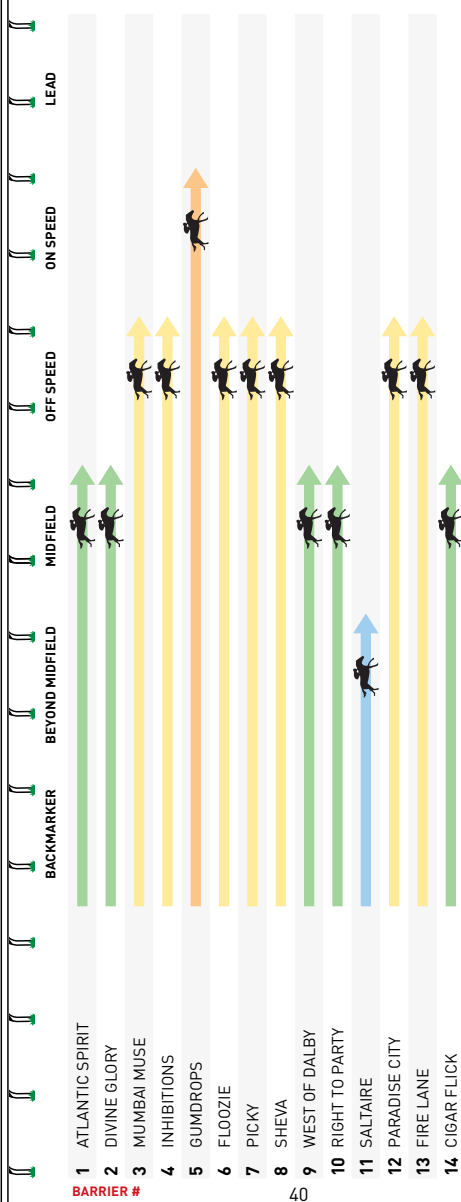 LEAD
ON SPEED
OFF SPEED
MIDFIELD
BEYOND MIDFIELD
BACKMARKER
1 ATLANTIC SPIRIT
2 DIVINE GLORY
3 MUMBAI MUSE
4 INHIBITIONS
5 GUMDROPS
6 FLOOZIE
7 PICKY
8 SHEVA
9 WEST OF DALBY
10 RIGHT TO PARTY
11 SALTAIRE
12 PARADISE CITY
13 FIRE LANE
14 CIGAR FLICK
BARRIER #
40